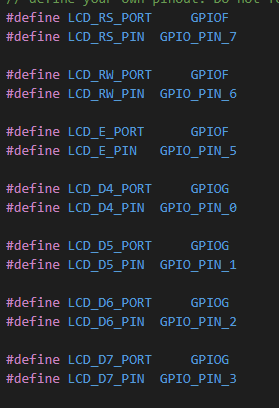 // define your own pinout. Do not
#define LCD_RS_PORT GPIOF
#define LCD_RS_PIN GPIO_PIN_7
#define LCD_RW_PORT GPIOF
#define LCD_RW_PIN GPIO_PIN_6
#define LCD_E_PORT GPIOF
#define LCD_E_PIN GPIO_PIN_5
#define LCD_D4_PORT GPIOG
#define LCD_D4_PIN GPIO_PIN_0
#define LCD_D5_PORT GPIOG
#define LCD_D5_PIN GPIO_PIN_1
#define LCD_D6_PORT GPIOG
#define LCD_D6_PIN GPIO_PIN_2
#define LCD_D7_PORT GPIOG
#define LCD_D7_PIN GPIO_PIN_3